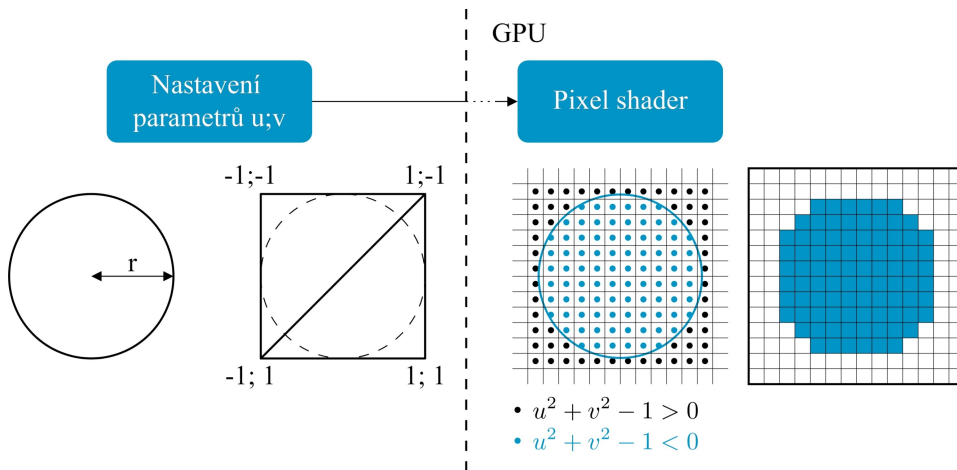 GPU
Nastavení
parametrů u;v
Pixel shader
-1;-1
1;-1
r
-1; 1
1; 1
u² + v² − 1 > 0
u² + v² − 1 < 0